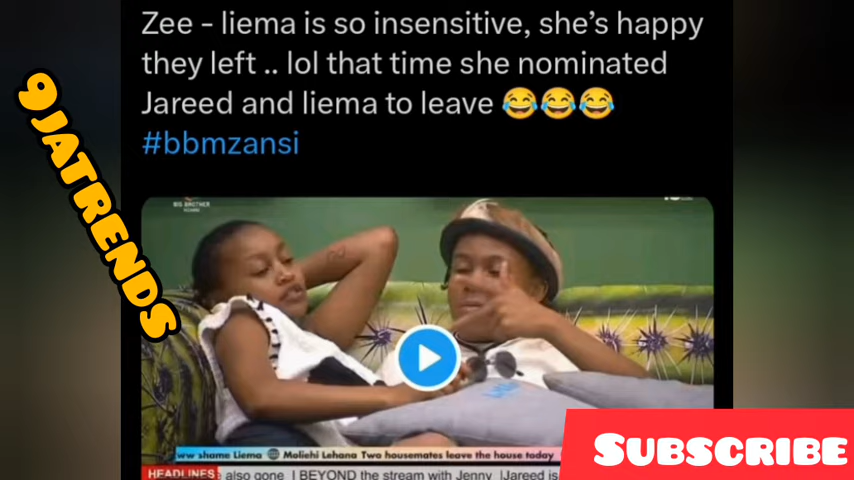 Zee - liema is so insensitive, she's happy
they left .. lol that time she nominated
Jareed and liema to leave 😂😂😂
#bbmzansi
9JATRENDS
BIG BROTHER
ww shame Liema Moliehi Lehana Two housemates leave the house today
HEADLINES also gone I BEYOND the stream with Jenny IJareed is
SUBSCRIBE